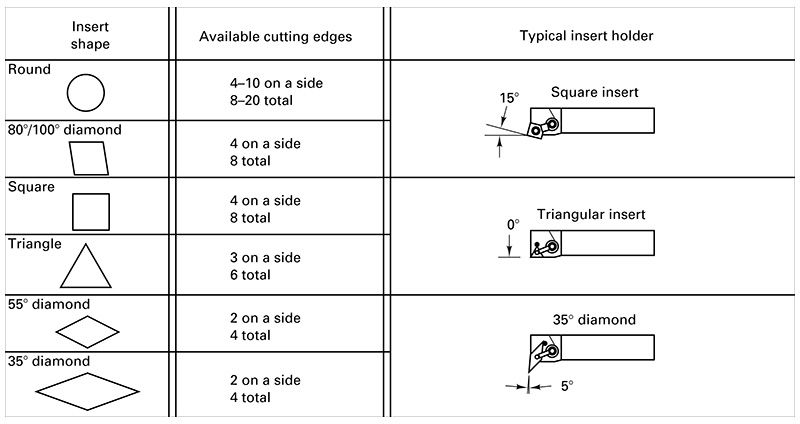 Insert
shape
Available cutting edges
Typical insert holder
Round
4–10 on a side
8–20 total
80°/100° diamond
4 on a side
8 total
Square
4 on a side
8 total
Triangle
3 on a side
6 total
55° diamond
2 on a side
4 total
35° diamond
2 on a side
4 total
Square insert
15°
Triangular insert
0°
35° diamond
5°